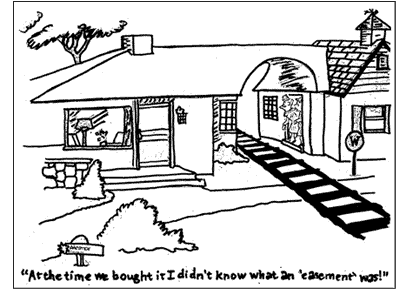 W
"At the time we bought it I didn't know what an "easement" was!"